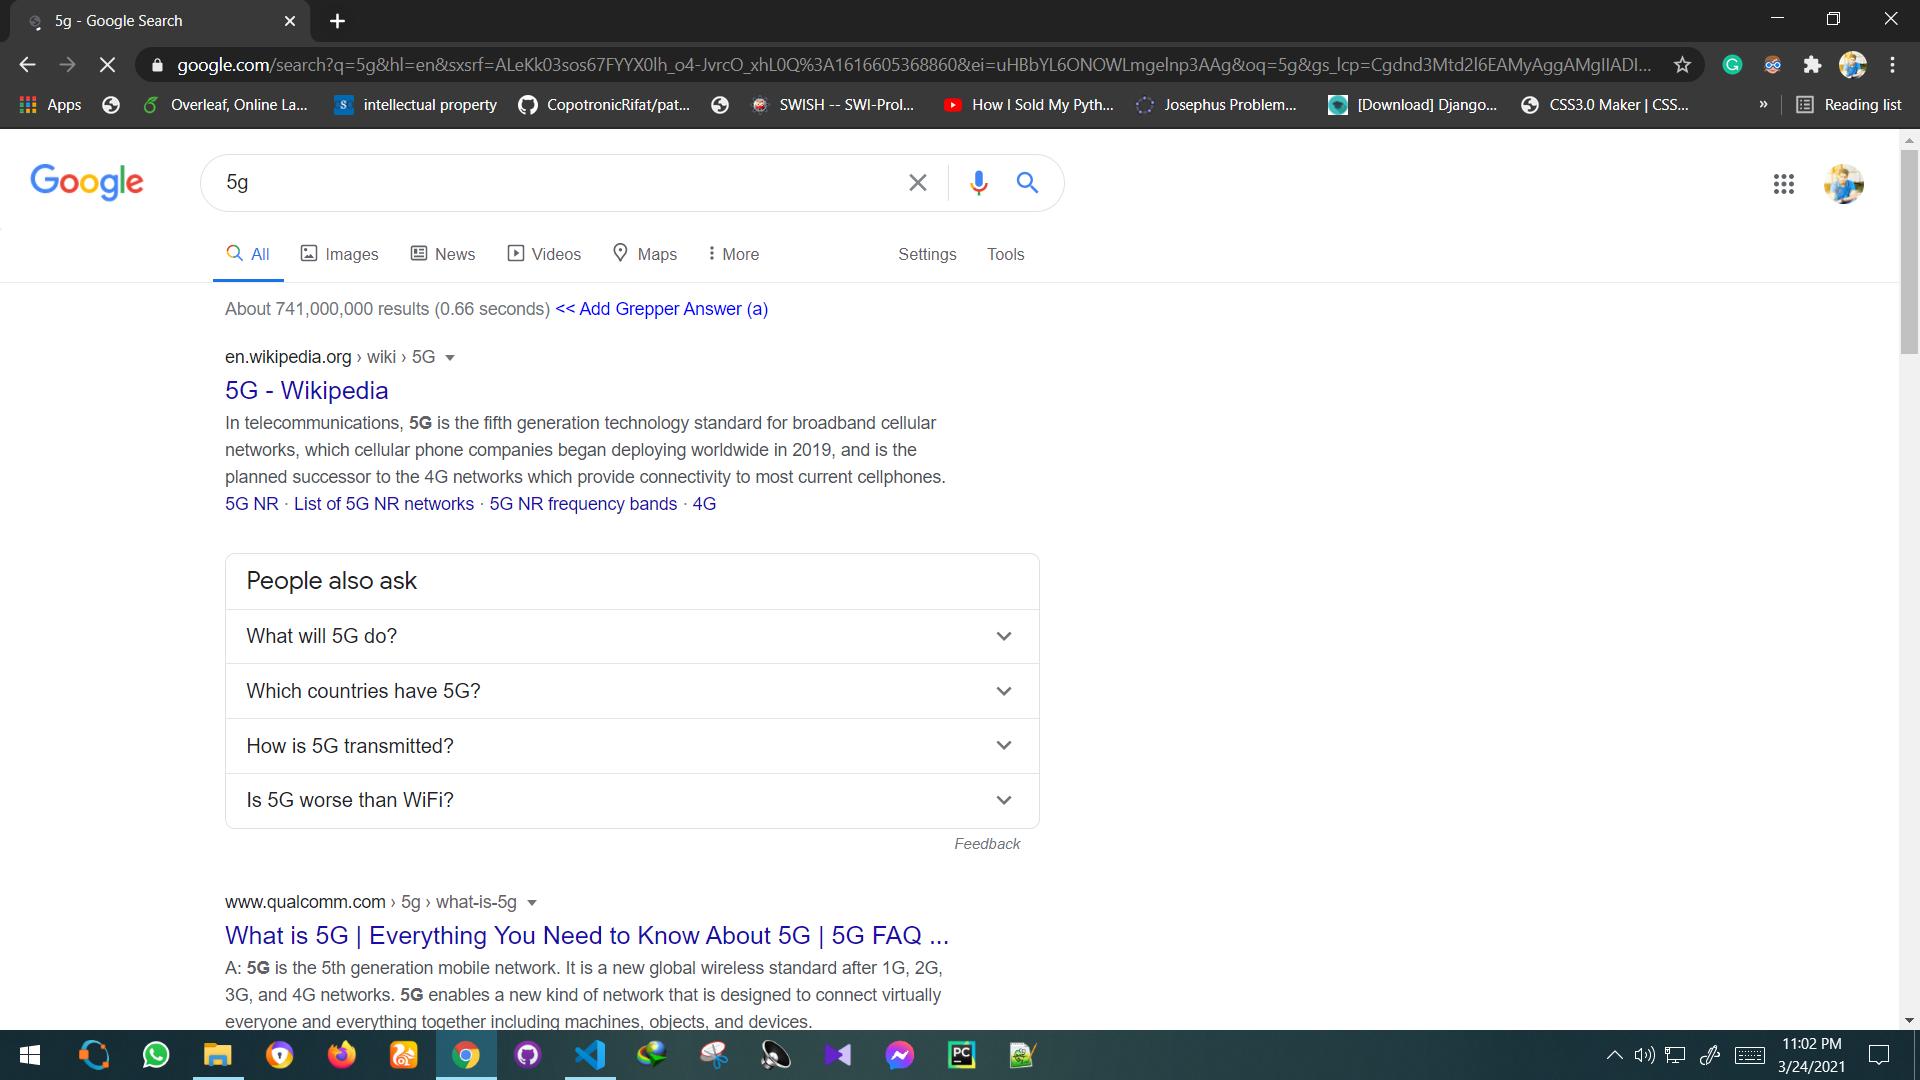 5g - Google Search
google.com/search?q=5g&hl=en&sxsrf=ALeKk03sos67FYYX0lh_o4-JvrcO_xhL0Q%3A1616605368860&ei=uHBbYL6ONOWLmgelnp3AAg&oq=5g&gs_lcp=Cgdnd3Mtd2l6EAMyAggAMgIIADI...
Apps Overleaf, Online La... intellectual property CopotronicRifat/pat... SWISH -- SWI-Prol... How I Sold My Pyth... Josephus Problem... [Download] Django... CSS3.0 Maker | CSS... » Reading list
Google 5g
All Images News Videos Maps More Settings Tools
About 741,000,000 results (0.66 seconds) << Add Grepper Answer (a)
en.wikipedia.org › wiki › 5G
5G - Wikipedia
In telecommunications, 5G is the fifth generation technology standard for broadband cellular
networks, which cellular phone companies began deploying worldwide in 2019, and is the
planned successor to the 4G networks which provide connectivity to most current cellphones.
5G NR · List of 5G NR networks · 5G NR frequency bands · 4G
People also ask
What will 5G do?
Which countries have 5G?
How is 5G transmitted?
Is 5G worse than WiFi?
Feedback
www.qualcomm.com › 5g › what-is-5g
What is 5G | Everything You Need to Know About 5G | 5G FAQ ...
A: 5G is the 5th generation mobile network. It is a new global wireless standard after 1G, 2G,
3G, and 4G networks. 5G enables a new kind of network that is designed to connect virtually
everyone and everything together including machines, objects, and devices.
PC
11:02 PM
3/24/2021